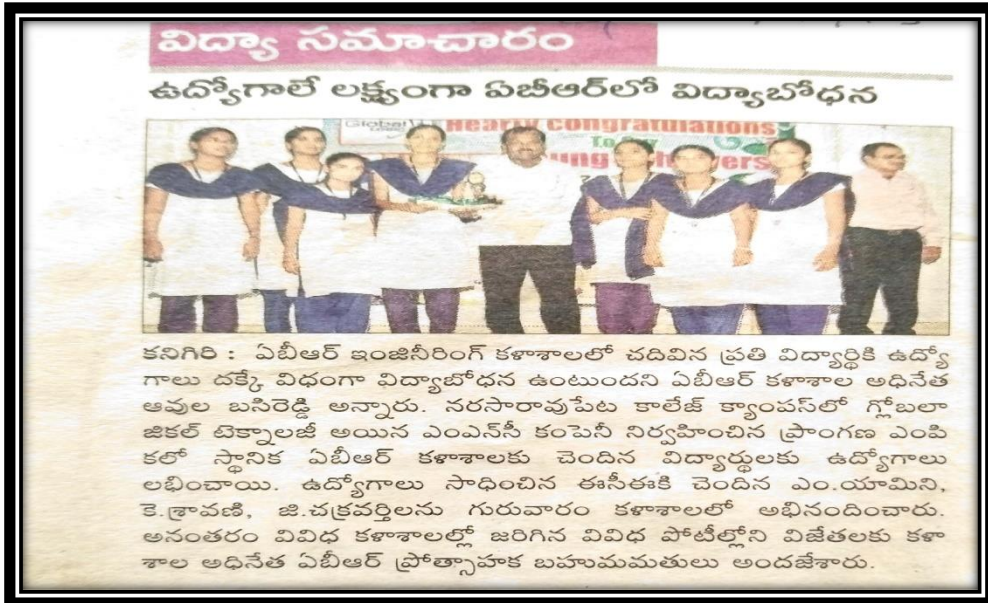 విద్యా సమాచారం
ఉద్యోగాలే లక్ష్యంగా ఏబీఆర్‌లో విద్యాబోధన
Global
Hearty congratulations
To
కనిగిరి : ఏబీఆర్ ఇంజినీరింగ్ కళాశాలలో చదివిన ప్రతి విద్యార్థికి ఉద్యో
గాలు దక్కే విధంగా విద్యాబోధన ఉంటుందని ఏబీఆర్ కళాశాల అధినేత
ఆవుల బసిరెడ్డి అన్నారు. నరసారావుపేట కాలేజ్ క్యాంపస్‌లో గ్లోబలా
జికల్ టెక్నాలజీ అయిన ఎంఎన్‌సీ కంపెనీ నిర్వహించిన ప్రాంగణ ఎంపి
కలో స్థానిక ఏబీఆర్ కళాశాలకు చెందిన విద్యార్థులకు ఉద్యోగాలు
లభించాయి. ఉద్యోగాలు సాధించిన ఈసీఈకి చెందిన ఎం.యామిని,
కె.శ్రావణి, జి.చక్రవర్తిలను గురువారం కళాశాలలో అభినందించారు.
అనంతరం వివిధ కళాశాలల్లో జరిగిన వివిధ పోటీల్లోని విజేతలకు కళా
శాల అధినేత ఏబీఆర్ ప్రోత్సాహక బహుమమతులు అందజేశారు.